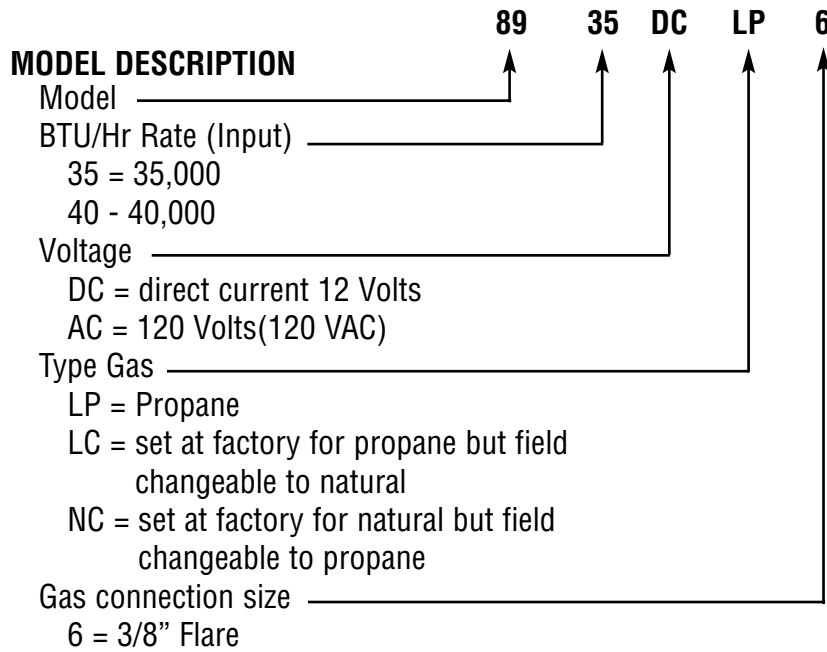 89 35 DC LP 6
MODEL DESCRIPTION
Model
BTU/Hr Rate (Input)
35 = 35,000
40 - 40,000
Voltage
DC = direct current 12 Volts
AC = 120 Volts(120 VAC)
Type Gas
LP = Propane
LC = set at factory for propane but field
changeable to natural
NC = set at factory for natural but field
changeable to propane
Gas connection size
6 = 3/8” Flare